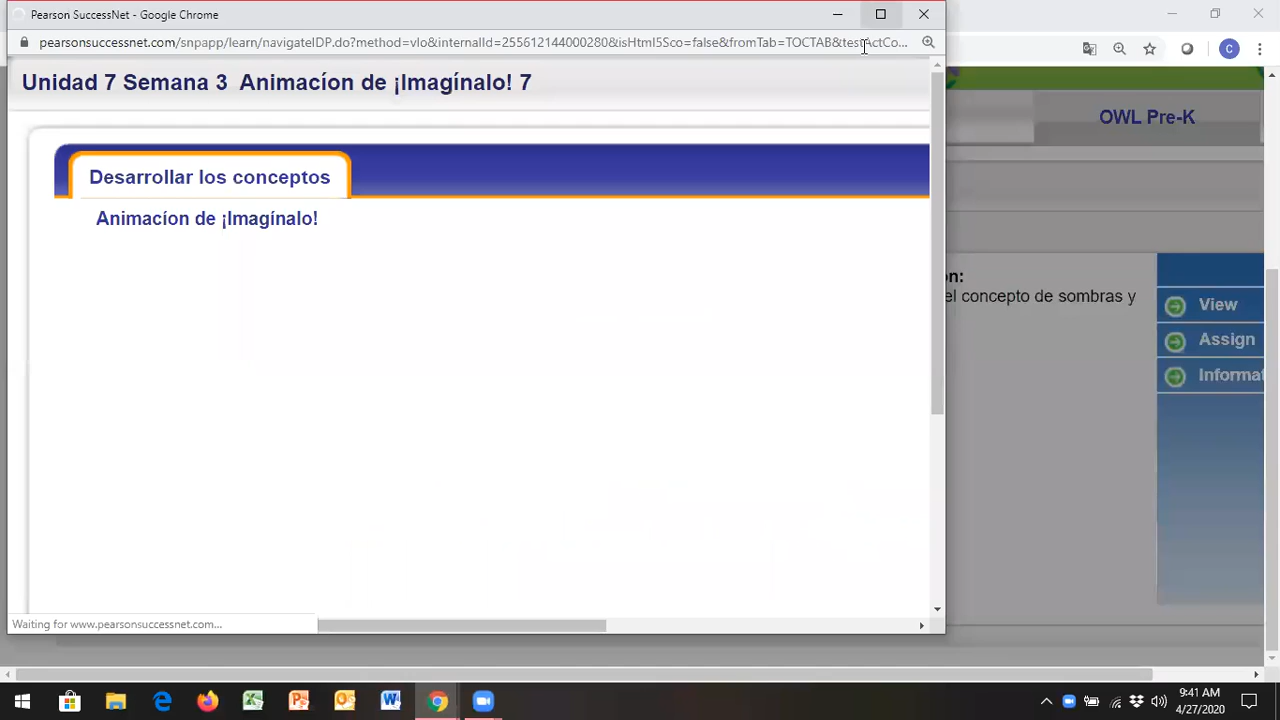 Pearson SuccessNet - Google Chrome
pearsonsuccessnet.com/snpapp/learn/navigateIDP.do?method=vlo&internalId=255612144000280&isHtml5Sco=false&fromTab=TOCTAB&testActCo...
Unidad 7 Semana 3 Animacíon de ¡Imagínalo! 7
OWL Pre-K
Desarrollar los conceptos
Animacíon de ¡Imagínalo!
ón:
el concepto de sombras y
View
Assign
Informat
Waiting for www.pearsonsuccessnet.com...
C
9:41 AM
4/27/2020